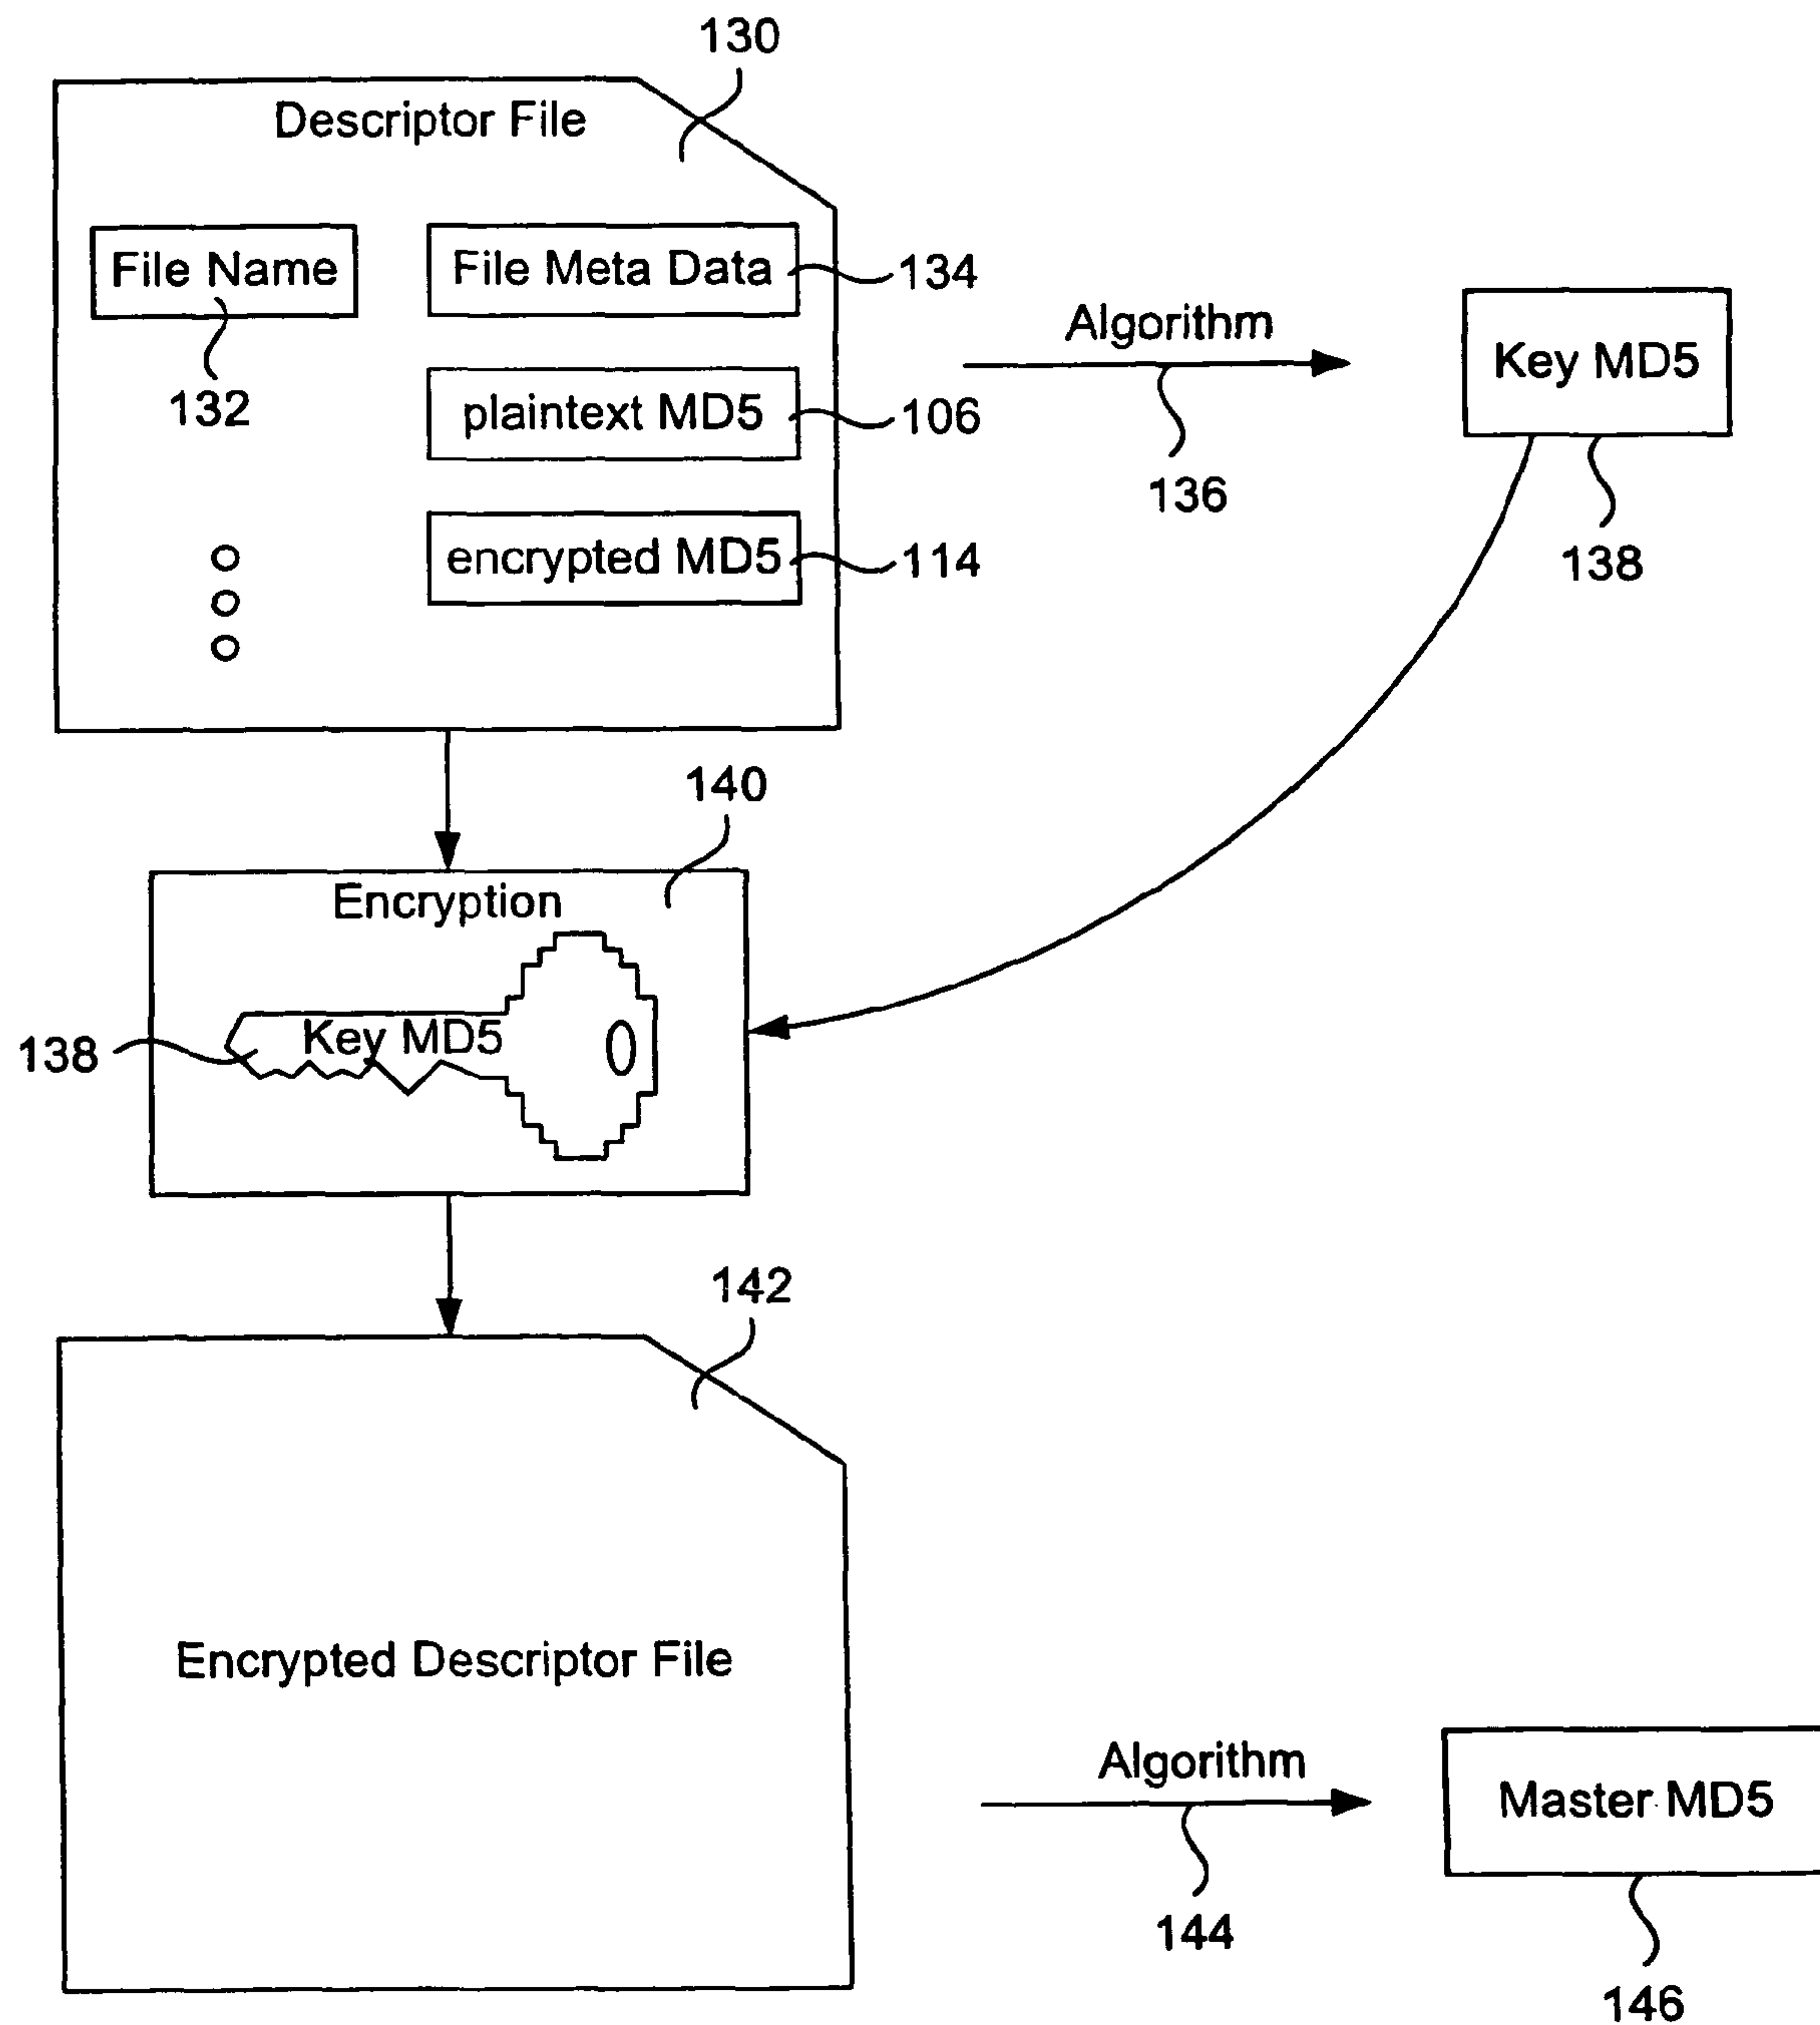 130
Descriptor File
File Name
File Meta Data
134
132
plaintext MD5
106
encrypted MD5
114
Algorithm
136
Key MD5
138
140
Encryption
Key MD5
138
142
Encrypted Descriptor File
Algorithm
144
Master MD5
146